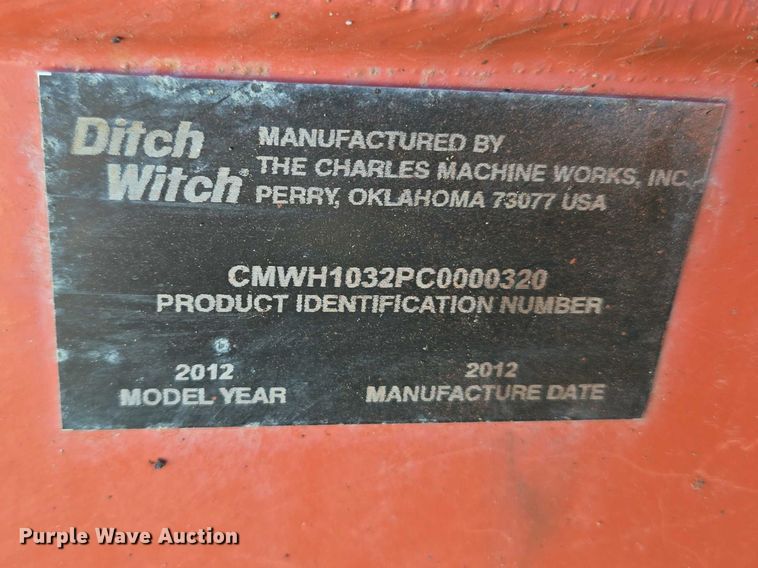 Ditch Witch®
MANUFACTURED BY
THE CHARLES MACHINE WORKS, INC.
PERRY, OKLAHOMA 73077 USA
CMWH1032PC0000320
PRODUCT IDENTIFICATION NUMBER
2012
MODEL YEAR
2012
MANUFACTURE DATE
Purple Wave Auction